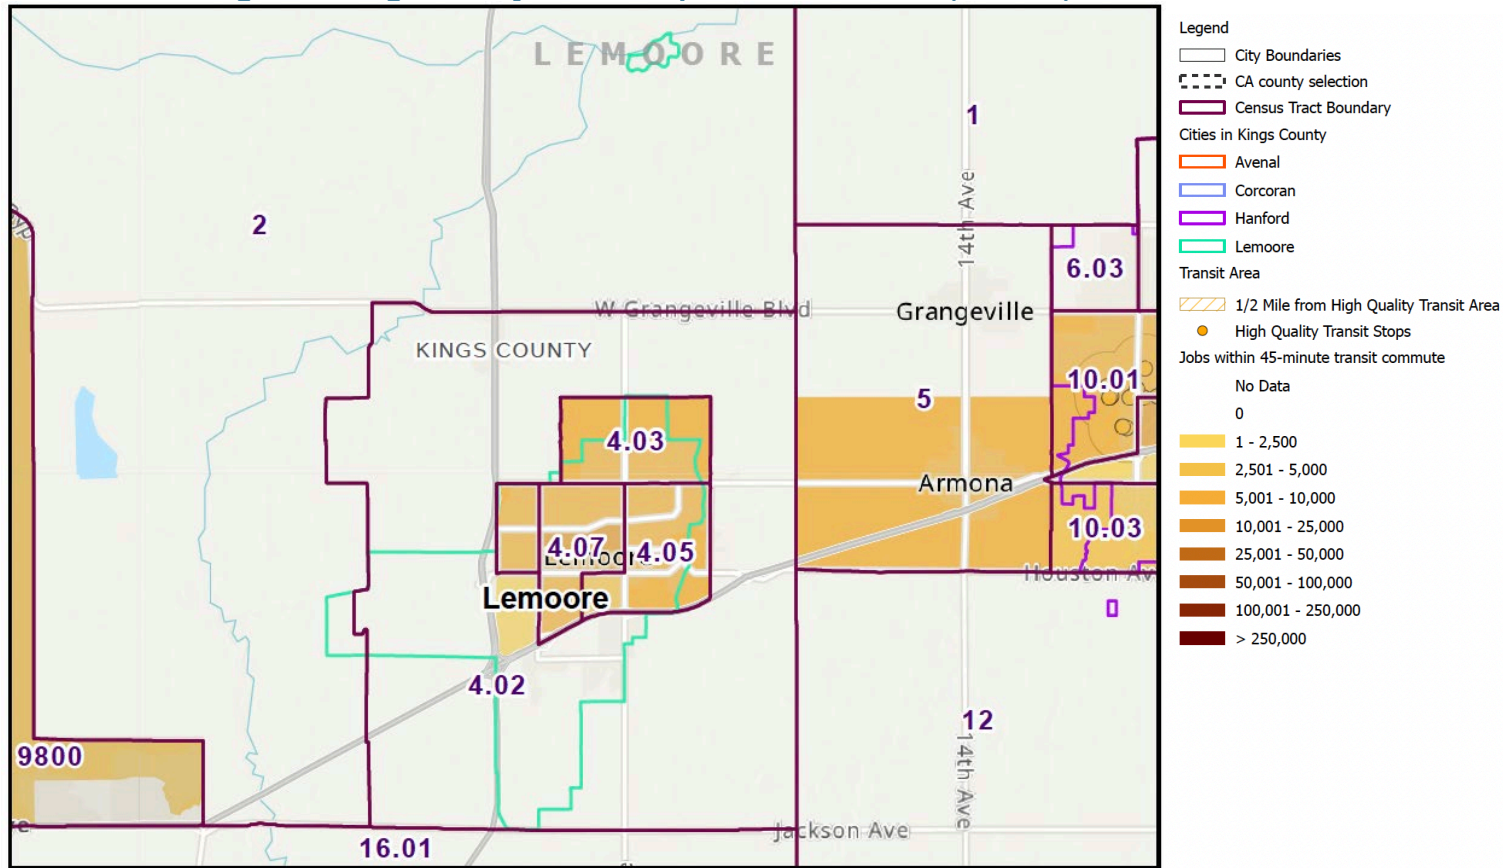 LEMOORE
1
14th Ave
2
6.03
W Grangeville Blvd
Grangeville
KINGS COUNTY
10.01
5
4.03
Armona
10.03
4.07
4.05
Lemoore
Houston Av
Lemoore
4.02
12
14th Ave
9800
Jackson Ave
16.01
Legend
City Boundaries
CA county selection
Census Tract Boundary
Cities in Kings County
Avenal
Corcoran
Hanford
Lemoore
Transit Area
1/2 Mile from High Quality Transit Area
High Quality Transit Stops
Jobs within 45-minute transit commute
No Data
0
1 - 2,500
2,501 - 5,000
5,001 - 10,000
10,001 - 25,000
25,001 - 50,000
50,001 - 100,000
100,001 - 250,000
> 250,000